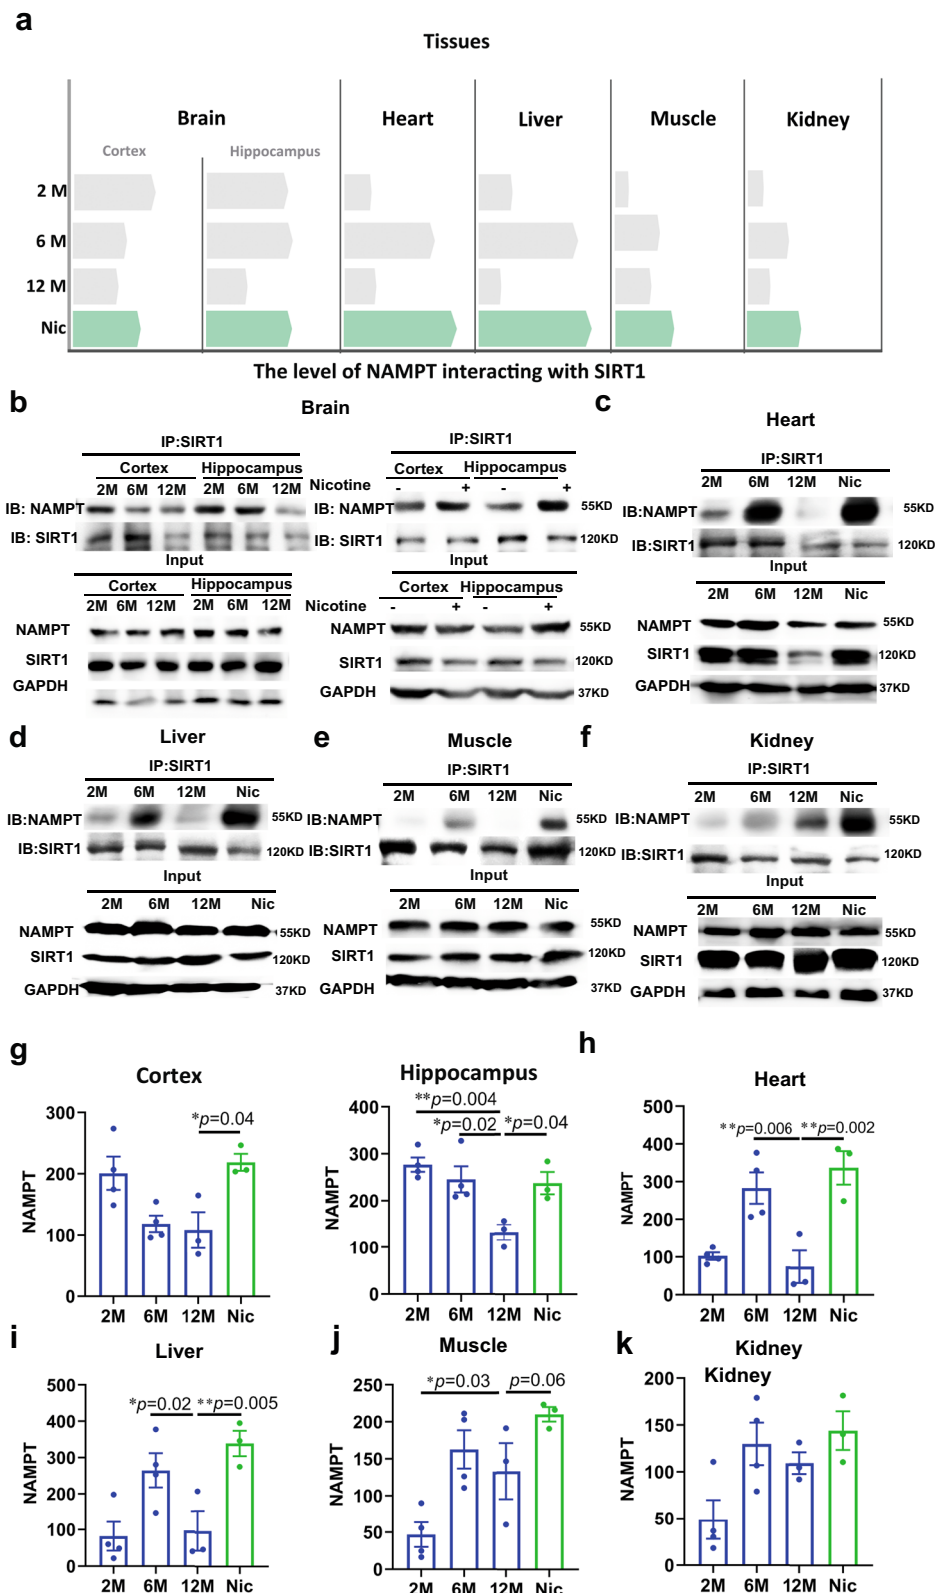 a
Tissues
Brain Heart Liver Muscle Kidney
Cortex Hippocampus
2 M
6 M
12 M
Nic
The level of NAMPT interacting with SIRT1
b
Brain
IP:SIRT1
Cortex Hippocampus
2M 6M 12M 2M 6M 12M
IB: NAMPT
IB: SIRT1
Input
Cortex Hippocampus
2M 6M 12M 2M 6M 12M
NAMPT
SIRT1
GAPDH
IP:SIRT1
Cortex Hippocampus
Nicotine - + - +
IB: NAMPT 55KD
IB: SIRT1 120KD
Input
Cortex Hippocampus
Nicotine - + - +
NAMPT 55KD
SIRT1 120KD
GAPDH 37KD
c
Heart
IP:SIRT1
2M 6M 12M Nic
IB:NAMPT 55KD
IB:SIRT1 120KD
Input
2M 6M 12M Nic
NAMPT 55KD
SIRT1 120KD
GAPDH 37KD
d
Liver
IP:SIRT1
2M 6M 12M Nic
IB:NAMPT 55KD
IB:SIRT1 120KD
Input
2M 6M 12M Nic
NAMPT 55KD
SIRT1 120KD
GAPDH 37KD
e
Muscle
IP:SIRT1
2M 6M 12M Nic
IB:NAMPT 55KD
IB:SIRT1 120KD
Input
2M 6M 12M Nic
NAMPT 55KD
SIRT1 120KD
GAPDH 37KD
f
Kidney
IP:SIRT1
2M 6M 12M Nic
IB:NAMPT 55KD
IB:SIRT1 120KD
Input
2M 6M 12M Nic
NAMPT 55KD
SIRT1 120KD
GAPDH 37KD
g
Cortex
*p=0.04
NAMPT
300
200
100
0
2M 6M 12M Nic
Hippocampus
**p=0.004
*p=0.02 *p=0.04
NAMPT
400
300
200
100
0
2M 6M 12M Nic
h
Heart
**p=0.006 **p=0.002
NAMPT
500
400
300
200
100
0
2M 6M 12M Nic
i
Liver
*p=0.02 **p=0.005
NAMPT
500
400
300
200
100
0
2M 6M 12M Nic
j
Muscle
*p=0.03 p=0.06
NAMPT
250
200
150
100
50
0
2M 6M 12M Nic
k
Kidney
Kidney
NAMPT
200
150
100
50
0
2M 6M 12M Nic